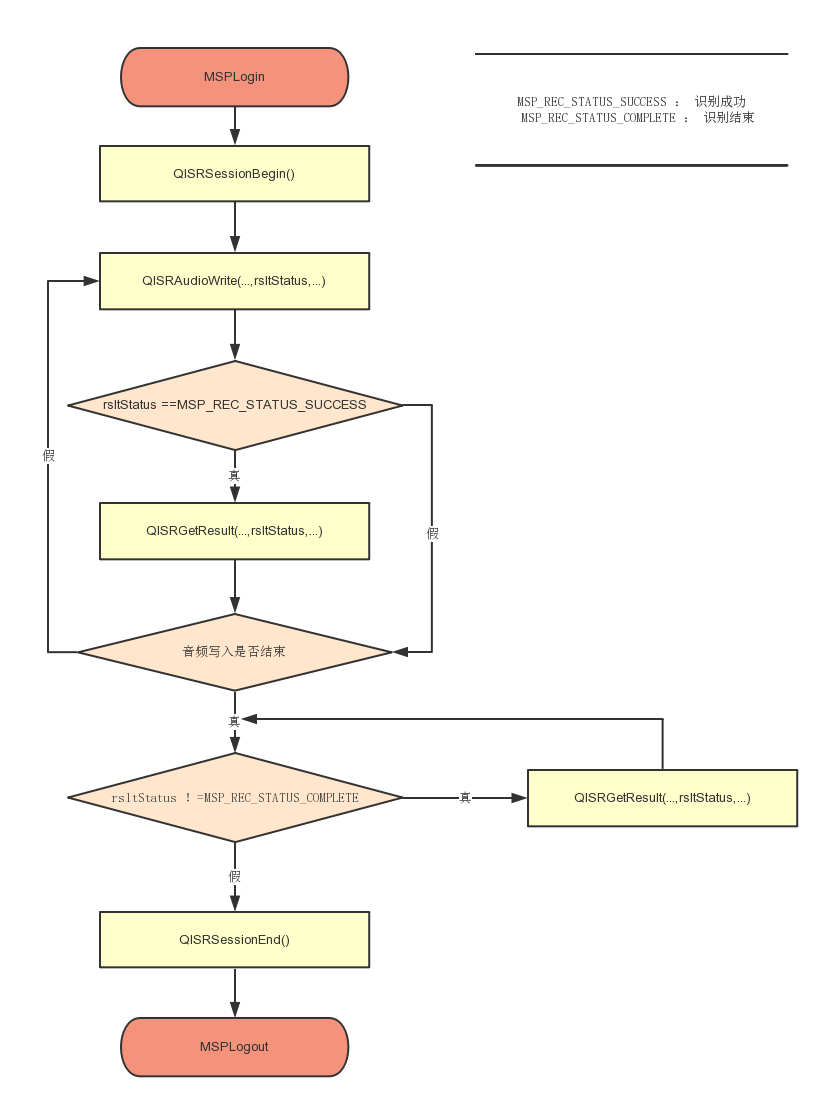 MSPLogin
MSP_REC_STATUS_SUCCESS : 识别成功
MSP_REC_STATUS_COMPLETE : 识别结束
QISRSessionBegin()
QISRAudioWrite(...,rsltStatus,...)
rsltStatus ==MSP_REC_STATUS_SUCCESS
假
真
QISRGetResult(...,rsltStatus,...)
假
音频写入是否结束
真
rsltStatus !=MSP_REC_STATUS_COMPLETE
真
QISRGetResult(...,rsltStatus,...)
假
QISRSessionEnd()
MSPLogout